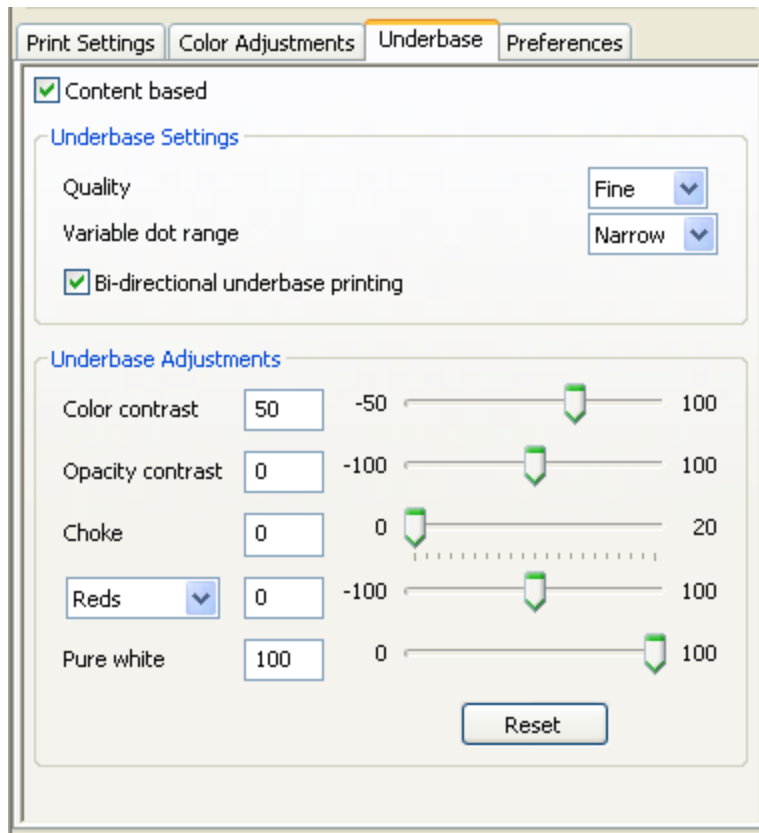 Print Settings Color Adjustments Underbase Preferences
Content based
Underbase Settings
Quality Fine
Variable dot range Narrow
Bi-directional underbase printing
Underbase Adjustments
Color contrast 50 -50 100
Opacity contrast 0 -100 100
Choke 0 0 20
Reds 0 -100 100
Pure white 100 0 100
Reset